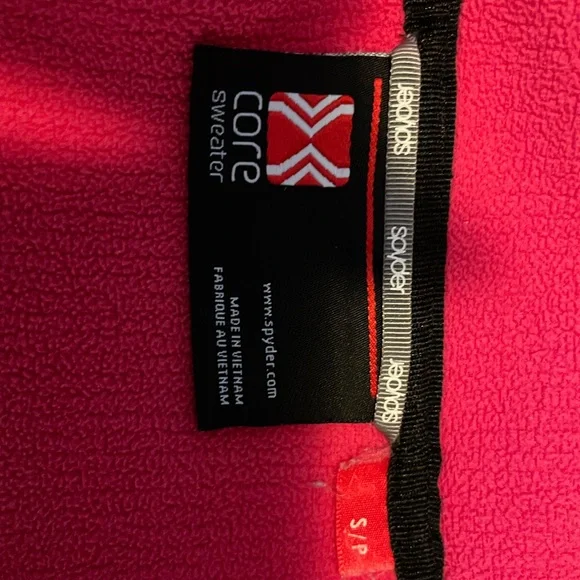 spyder spyder spyder
core
sweater
www.spyder.com
MADE IN VIETNAM
FABRIQUE AU VIETNAM
S/P